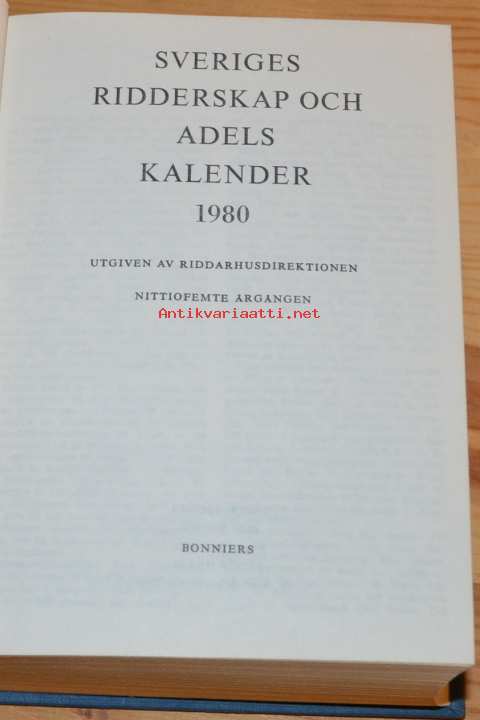 SVERIGES
RIDDERSKAP OCH
ADELS
KALENDER
1980
UTGIVEN AV RIDDARHUSDIREKTIONEN
NITTIOFEMTE ÅRGÅNGEN
Antikvariaatti.net
BONNIERS